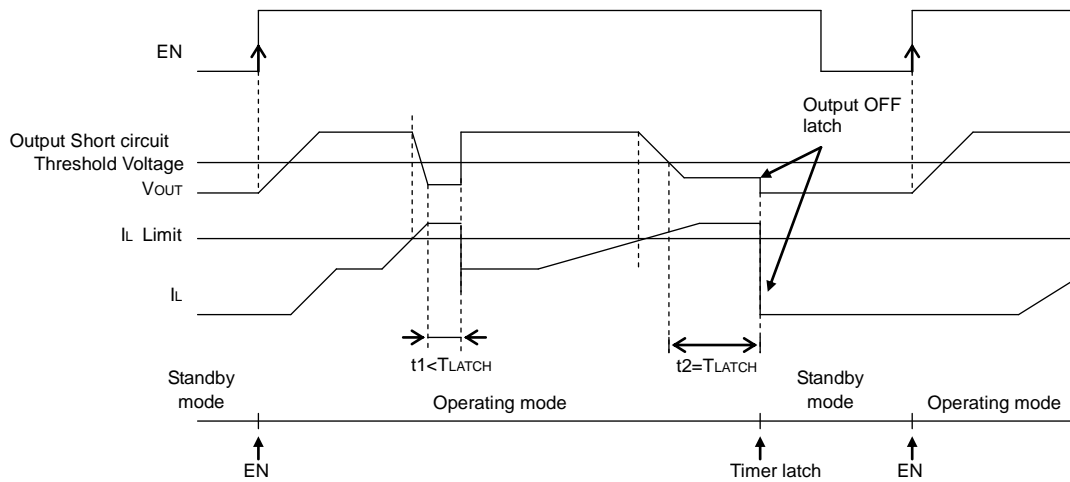 EN
Output OFF
latch
Output Short circuit
Threshold Voltage
VOUT
IL Limit
IL
t1<TLATCH
t2=TLATCH
Standby
mode
Operating mode
Standby
mode
Operating mode
EN
Timer latch
EN